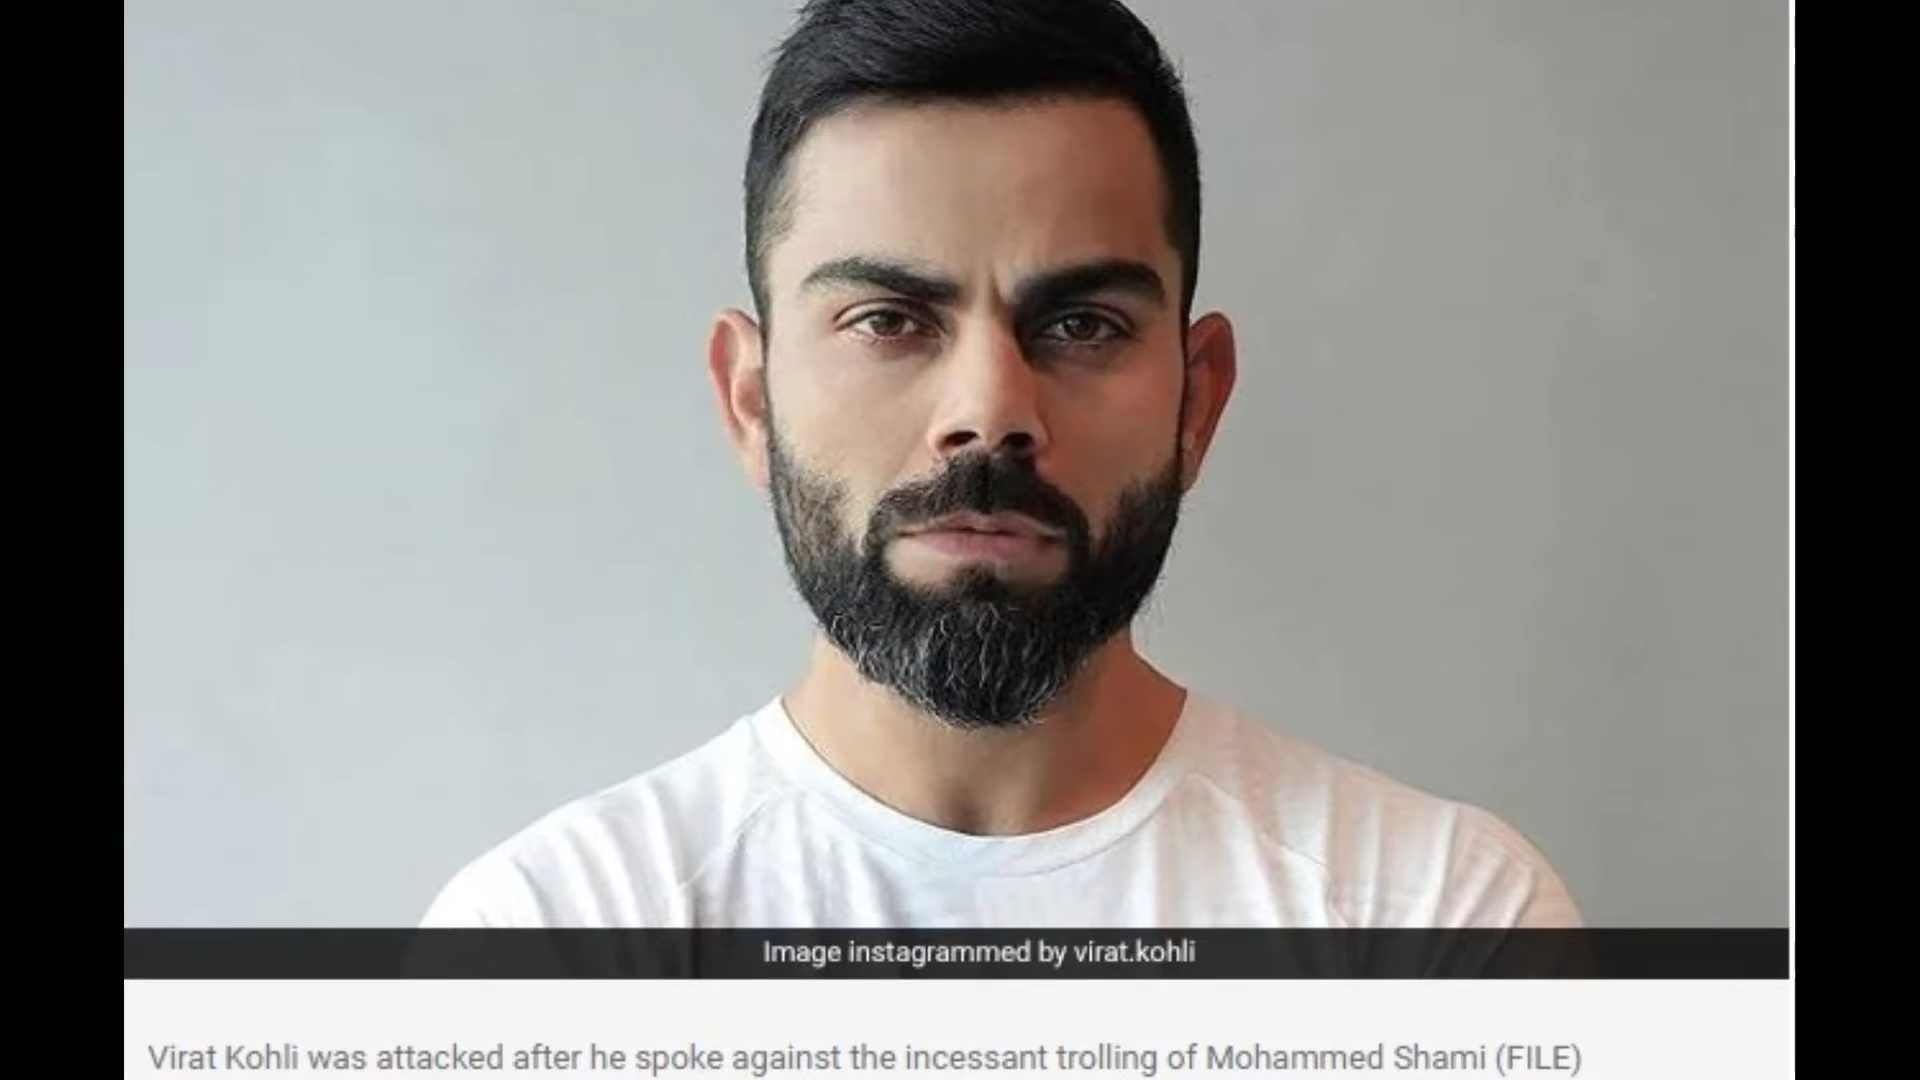 Image instagrammed by virat.kohli
Virat Kohli was attacked after he spoke against the incessant trolling of Mohammed Shami (FILE)